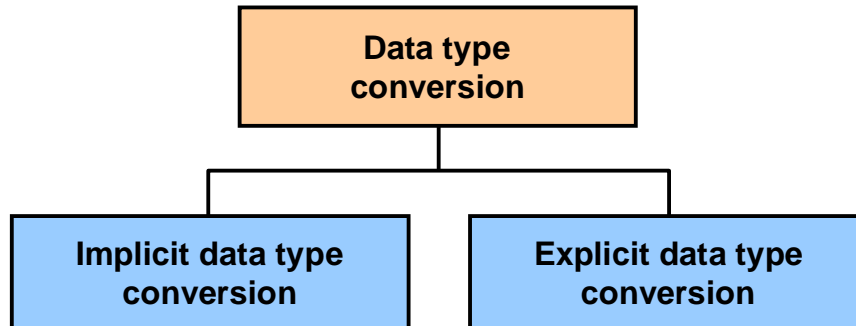 Data type
conversion
Implicit data type
conversion
Explicit data type
conversion